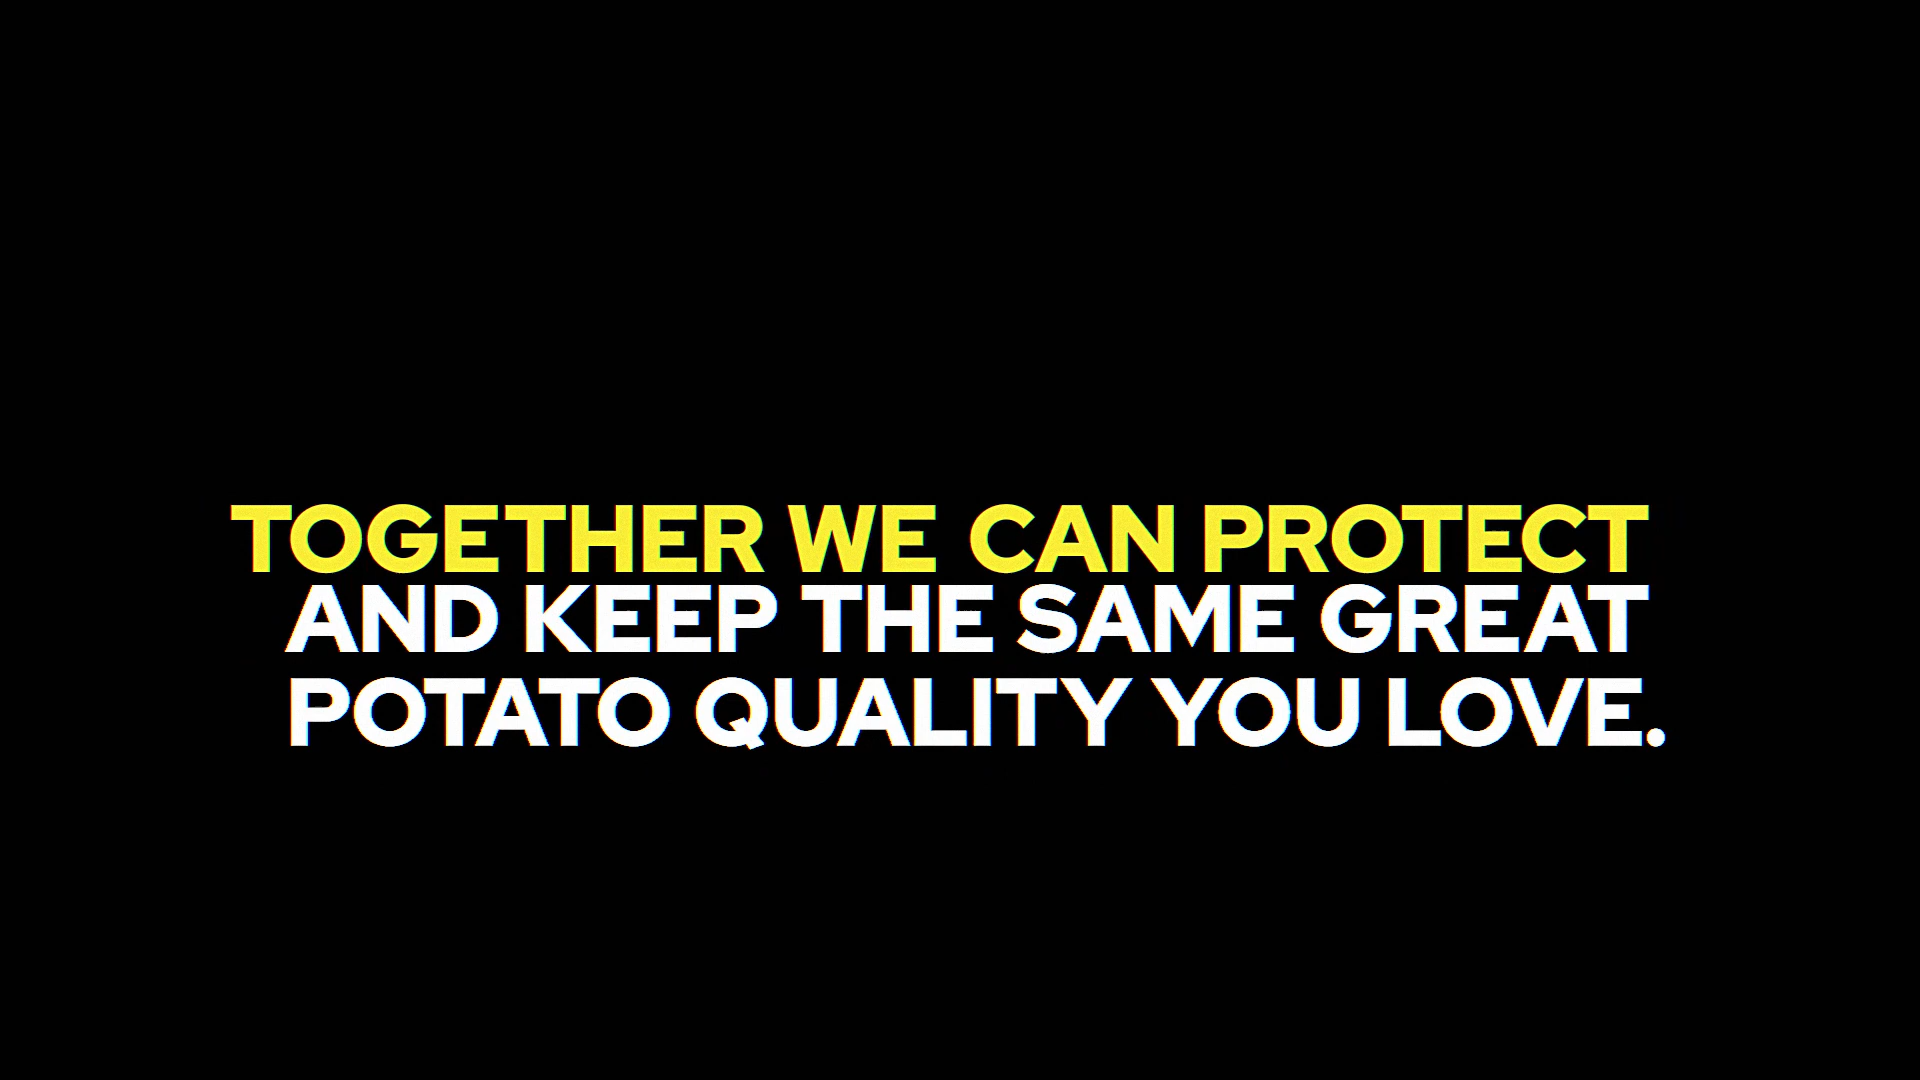 TOGETHER WE CAN PROTECT
AND KEEP THE SAME GREAT
POTATO QUALITY YOU LOVE.